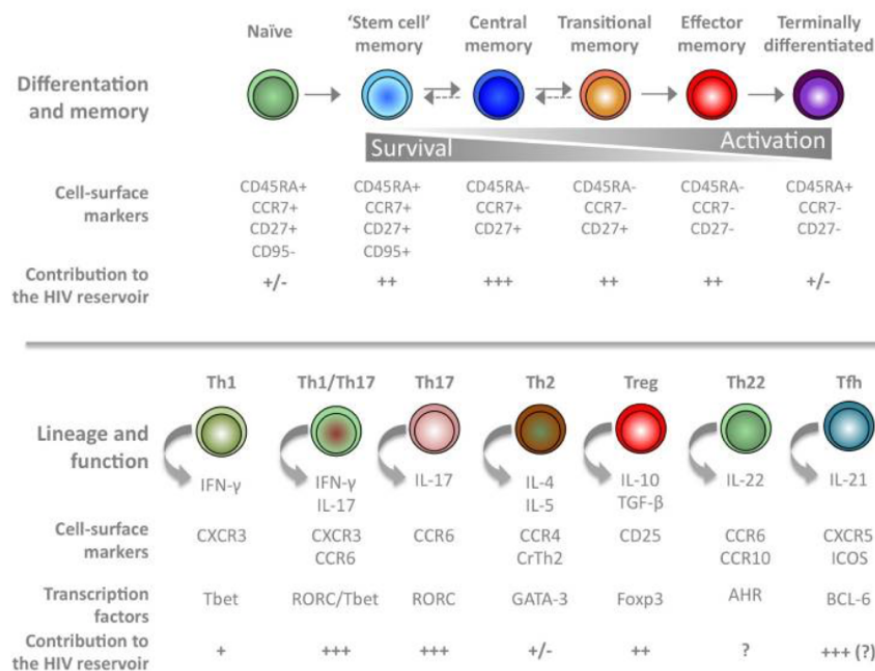 Naïve
'Stem cell' memory
Central memory
Transitional memory
Effector memory
Terminally differentiated
Differentation and memory
Survival
Activation
Cell-surface markers
CD45RA+ CD45RA+ CD45RA- CD45RA- CD45RA- CD45RA+
CCR7+ CCR7+ CCR7+ CCR7- CCR7- CCR7-
CD27+ CD27+ CD27+ CD27+ CD27- CD27-
CD95- CD95+
Contribution to the HIV reservoir
+/- ++ +++ ++ ++ +/-
Th1 Th1/Th17 Th17 Th2 Treg Th22 Tfh
Lineage and function
IFN-γ IFN-γ IL-17 IL-4 IL-10 IL-22 IL-21
IL-17 IL-5 TGF-β
Cell-surface markers
CXCR3 CXCR3 CCR6 CCR4 CD25 CCR6 CXCR5
CCR6 CrTh2 CCR10 ICOS
Transcription factors
Tbet RORC/Tbet RORC GATA-3 Foxp3 AHR BCL-6
Contribution to the HIV reservoir
+ +++ +++ +/- ++ ? +++ (?)